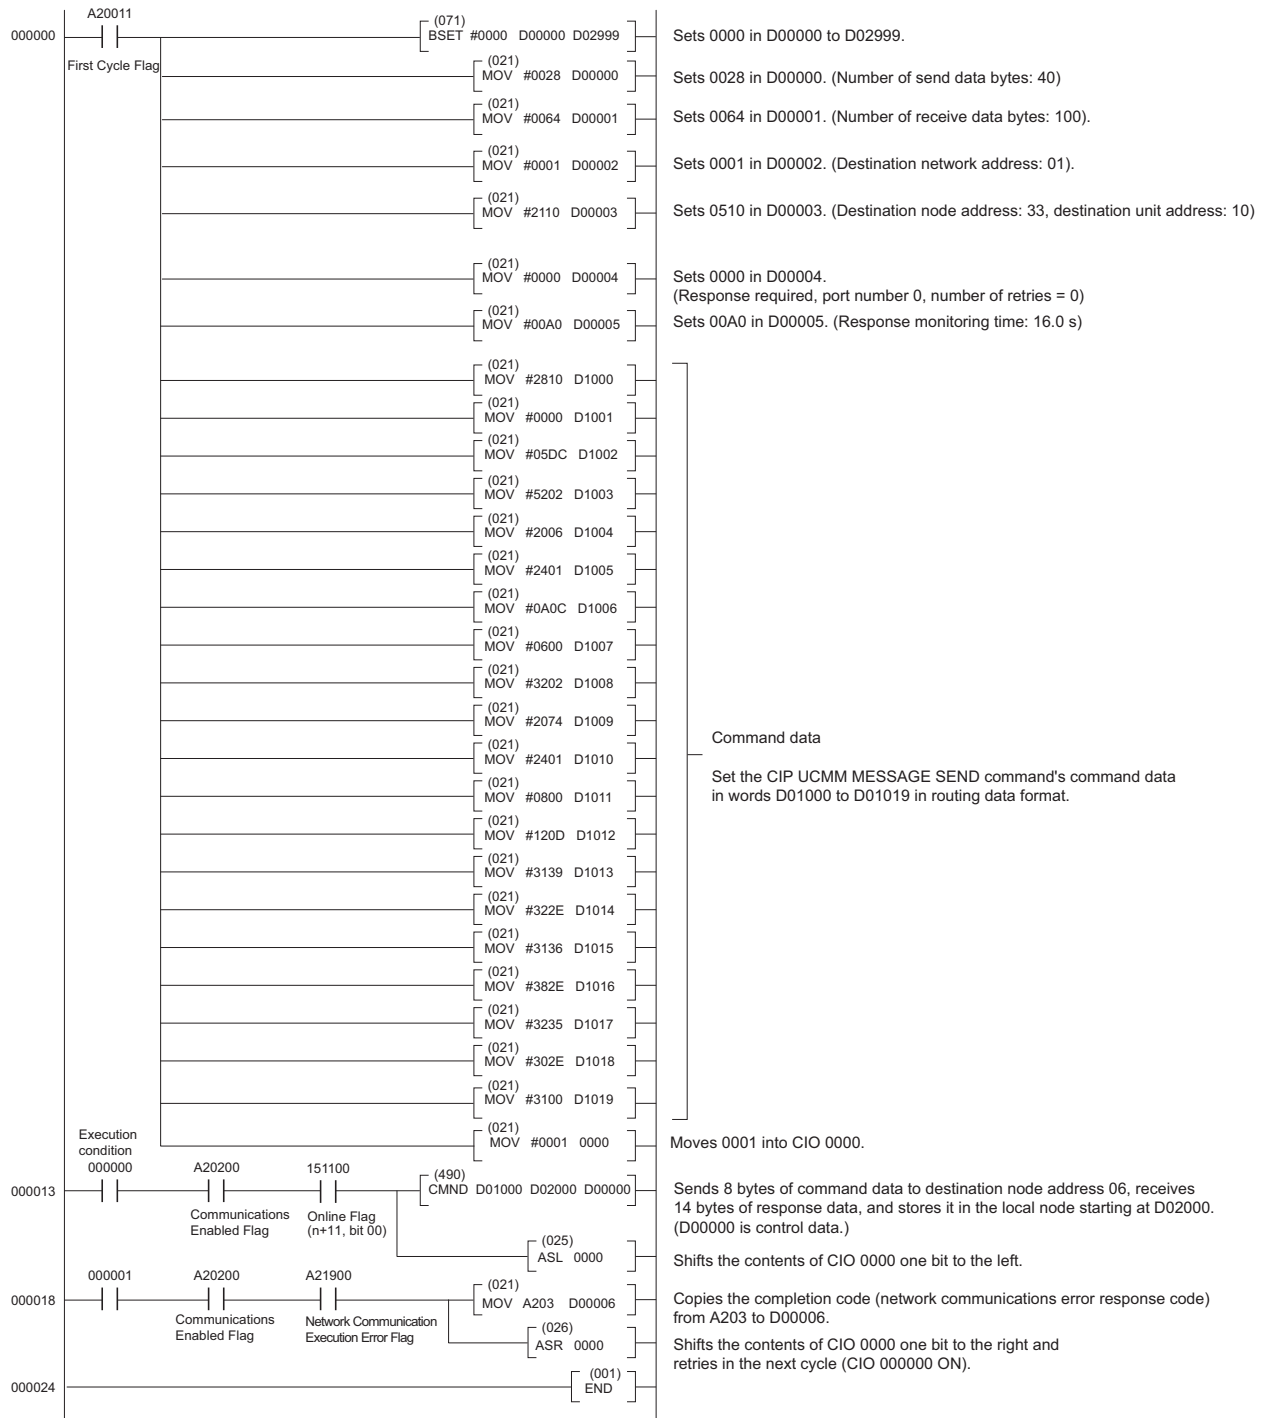 A20011
000000
First Cycle Flag
(071)
BSET #0000 D00000 D02999
Sets 0000 in D00000 to D02999.
(021)
MOV #0028 D00000
Sets 0028 in D00000. (Number of send data bytes: 40)
(021)
MOV #0064 D00001
Sets 0064 in D00001. (Number of receive data bytes: 100).
(021)
MOV #0001 D00002
Sets 0001 in D00002. (Destination network address: 01).
(021)
MOV #2110 D00003
Sets 0510 in D00003. (Destination node address: 33, destination unit address: 10)
(021)
MOV #0000 D00004
Sets 0000 in D00004.
(Response required, port number 0, number of retries = 0)
(021)
MOV #00A0 D00005
Sets 00A0 in D00005. (Response monitoring time: 16.0 s)
(021)
MOV #2810 D1000
(021)
MOV #0000 D1001
(021)
MOV #05DC D1002
(021)
MOV #5202 D1003
(021)
MOV #2006 D1004
(021)
MOV #2401 D1005
(021)
MOV #0A0C D1006
(021)
MOV #0600 D1007
(021)
MOV #3202 D1008
(021)
MOV #2074 D1009
(021)
MOV #2401 D1010
(021)
MOV #0800 D1011
(021)
MOV #120D D1012
(021)
MOV #3139 D1013
(021)
MOV #322E D1014
(021)
MOV #3136 D1015
(021)
MOV #382E D1016
(021)
MOV #3235 D1017
(021)
MOV #302E D1018
(021)
MOV #3100 D1019
Command data
Set the CIP UCMM MESSAGE SEND command's command data
in words D01000 to D01019 in routing data format.
(021)
MOV #0001 0000
Moves 0001 into CIO 0000.
Execution
condition
000000
A20200
151100
000013
Communications
Enabled Flag
Online Flag
(n+11, bit 00)
(490)
CMND D01000 D02000 D00000
Sends 8 bytes of command data to destination node address 06, receives
14 bytes of response data, and stores it in the local node starting at D02000.
(D00000 is control data.)
(025)
ASL 0000
Shifts the contents of CIO 0000 one bit to the left.
000001
A20200
A21900
000018
Communications
Enabled Flag
Network Communication
Execution Error Flag
(021)
MOV A203 D00006
Copies the completion code (network communications error response code)
from A203 to D00006.
(026)
ASR 0000
Shifts the contents of CIO 0000 one bit to the right and
retries in the next cycle (CIO 000000 ON).
000024
(001)
END